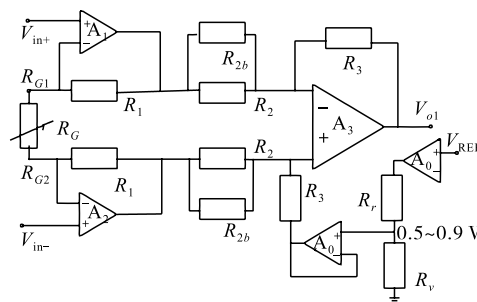 V_in+
+
A_1
−
R_2b
R_3
R_G1
R_1
R_2
V_o1
R_G
−
A_3
+
V_REF
+
A_0
−
R_G2
R_1
R_2
R_3
R_r
−
A_2
+
R_2b
+
A_0
−
0.5~0.9 V
V_in−
R_v